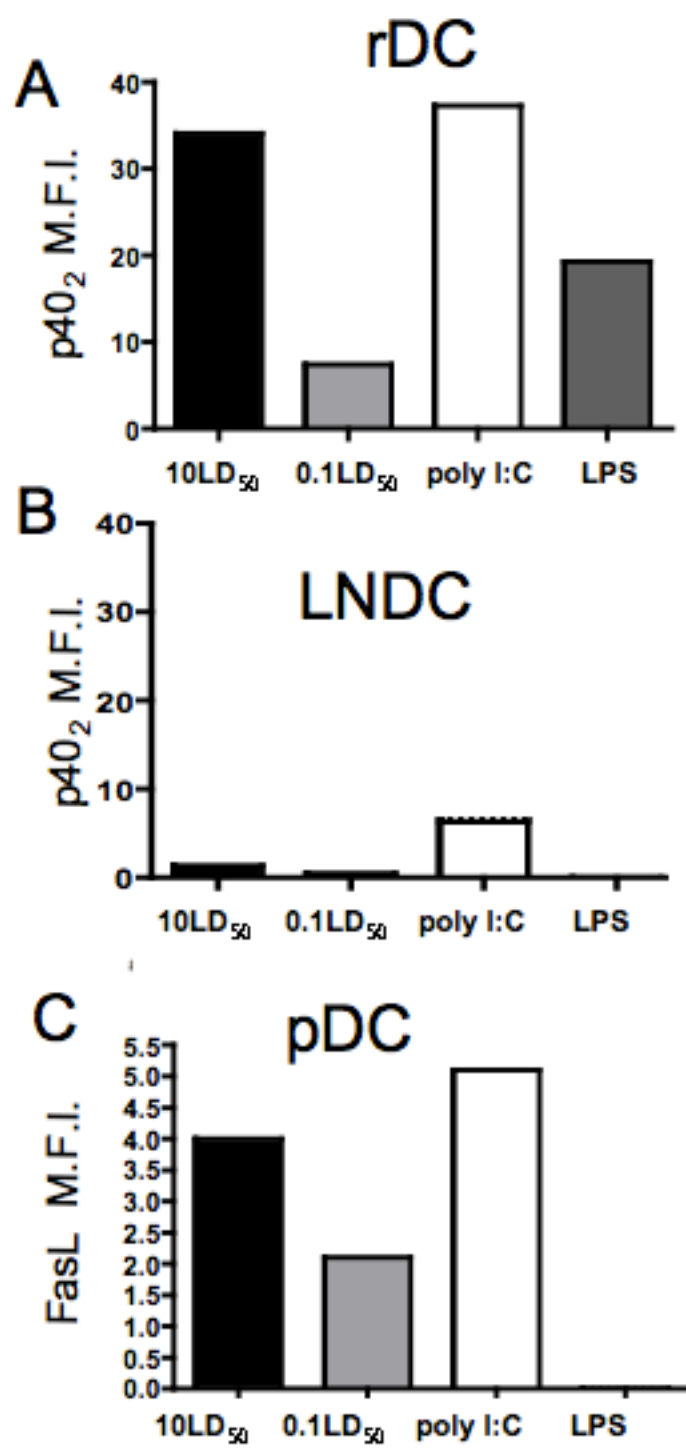 A
rDC
p40₂ M.F.I.
40
30
20
10
0
10LD₅₀ 0.1LD₅₀ poly I:C LPS
B
LNDC
p40₂ M.F.I.
40
30
20
10
0
10LD₅₀ 0.1LD₅₀ poly I:C LPS
C
pDC
FasL M.F.I.
5.5
5.0
4.5
4.0
3.5
3.0
2.5
2.0
1.5
1.0
0.5
0.0
10LD₅₀ 0.1LD₅₀ poly I:C LPS